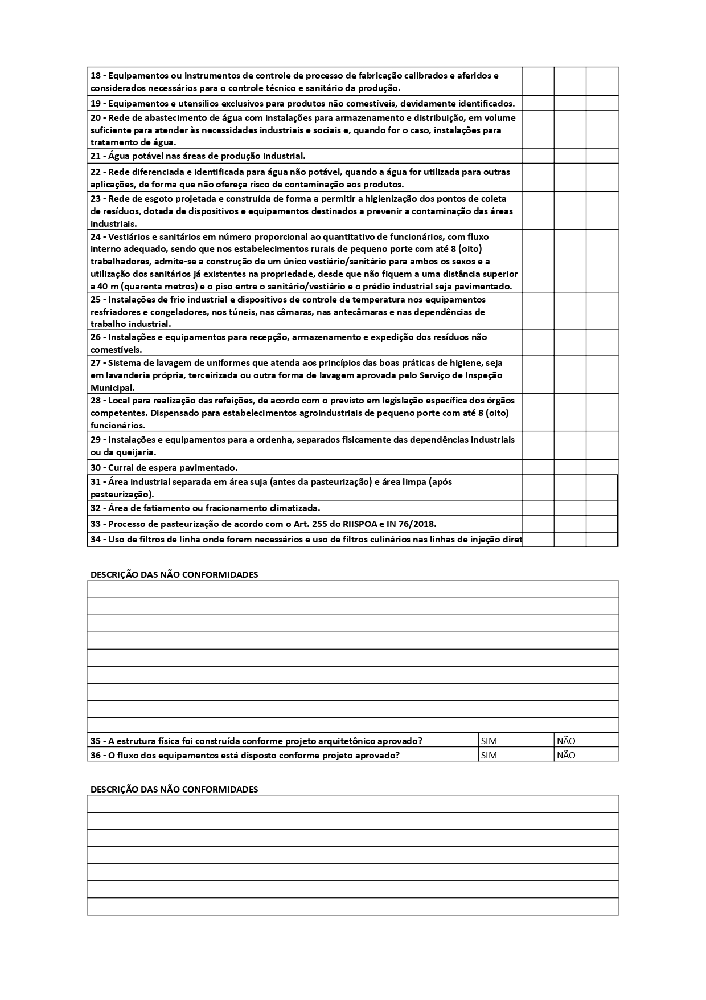 18 - Equipamentos ou instrumentos de controle de processo de fabricação calibrados e aferidos e
considerados necessários para o controle técnico e sanitário da produção.
19 - Equipamentos e utensílios exclusivos para produtos não comestíveis, devidamente identificados.
20 - Rede de abastecimento de água com instalações para armazenamento e distribuição, em volume
suficiente para atender às necessidades industriais e sociais e, quando for o caso, instalações para
tratamento de água.
21 - Água potável nas áreas de produção industrial.
22 - Rede diferenciada e identificada para água não potável, quando a água for utilizada para outras
aplicações, de forma que não ofereça risco de contaminação aos produtos.
23 - Rede de esgoto projetada e construída de forma a permitir a higienização dos pontos de coleta
de resíduos, dotada de dispositivos e equipamentos destinados a prevenir a contaminação das áreas
industriais.
24 - Vestiários e sanitários em número proporcional ao quantitativo de funcionários, com fluxo
interno adequado, sendo que nos estabelecimentos rurais de pequeno porte com até 8 (oito)
trabalhadores, admite-se a construção de um único vestiário/sanitário para ambos os sexos e a
utilização dos sanitários já existentes na propriedade, desde que não fiquem a uma distância superior
a 40 m (quarenta metros) e o piso entre o sanitário/vestiário e o prédio industrial seja pavimentado.
25 - Instalações de frio industrial e dispositivos de controle de temperatura nos equipamentos
resfriadores e congeladores, nos túneis, nas câmaras, nas antecâmaras e nas dependências de
trabalho industrial.
26 - Instalações e equipamentos para recepção, armazenamento e expedição dos resíduos não
comestíveis.
27 - Sistema de lavagem de uniformes que atenda aos princípios das boas práticas de higiene, seja
em lavanderia própria, terceirizada ou outra forma de lavagem aprovada pelo Serviço de Inspeção
Municipal.
28 - Local para realização das refeições, de acordo com o previsto em legislação específica dos órgãos
competentes. Dispensado para estabelecimentos agroindustriais de pequeno porte com até 8 (oito)
funcionários.
29 - Instalações e equipamentos para a ordenha, separados fisicamente das dependências industriais
ou da queijaria.
30 - Curral de espera pavimentado.
31 - Área industrial separada em área suja (antes da pasteurização) e área limpa (após
pasteurização).
32 - Área de fatiamento ou fracionamento climatizada.
33 - Processo de pasteurização de acordo com o Art. 255 do RIISPOA e IN 76/2018.
34 - Uso de filtros de linha onde forem necessários e uso de filtros culinários nas linhas de injeção diret
DESCRIÇÃO DAS NÃO CONFORMIDADES
35 - A estrutura física foi construída conforme projeto arquitetônico aprovado? SIM NÃO
36 - O fluxo dos equipamentos está disposto conforme projeto aprovado? SIM NÃO
DESCRIÇÃO DAS NÃO CONFORMIDADES